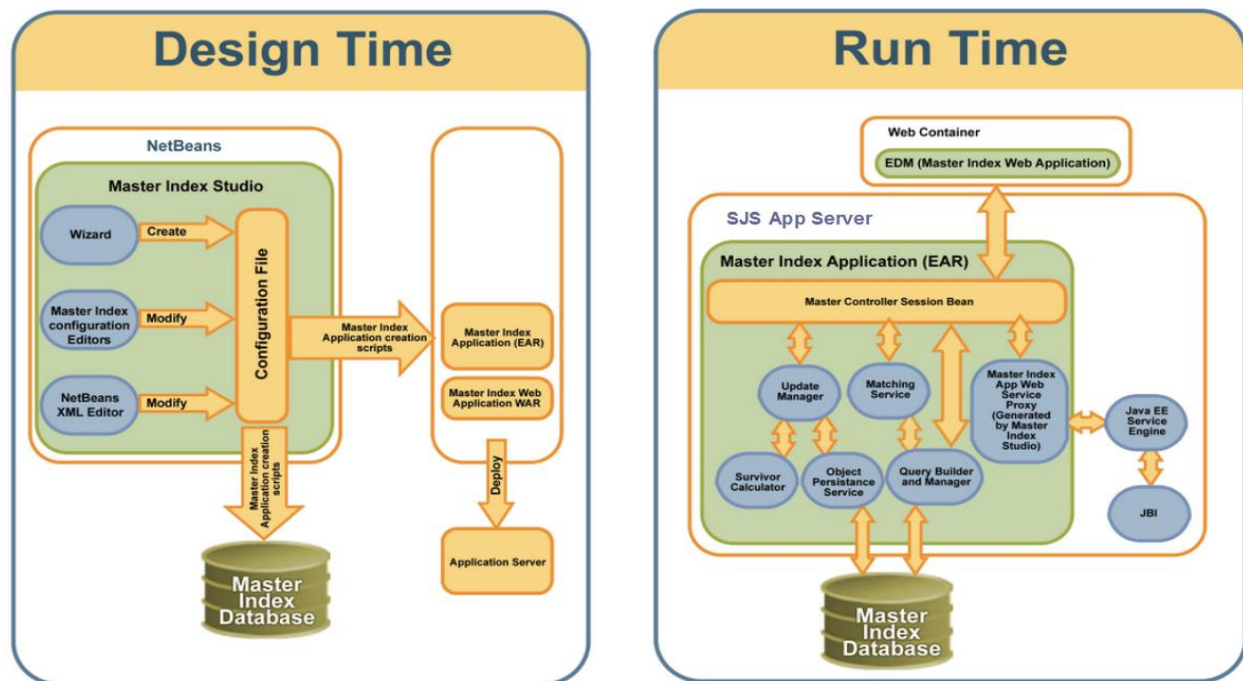 Design Time
NetBeans
Master Index Studio
Wizard
Create
Master Index
configuration
Editors
Modify
NetBeans
XML Editor
Modify
Configuration File
Master Index
Application creation
scripts
Master Index
Application (EAR)
Master Index Web
Application WAR
Master Index
Application creation
scripts
Deploy
Master
Index
Database
Application Server
Run Time
Web Container
EDM (Master Index Web Application)
SJS App Server
Master Index Application (EAR)
Master Controller Session Bean
Update
Manager
Matching
Service
Master Index
App Web
Service
Proxy
(Generated
by Master
Index
Studio)
Java EE
Service
Engine
Survivor
Calculator
Object
Persistance
Service
Query Builder
and Manager
JBI
Master
Index
Database